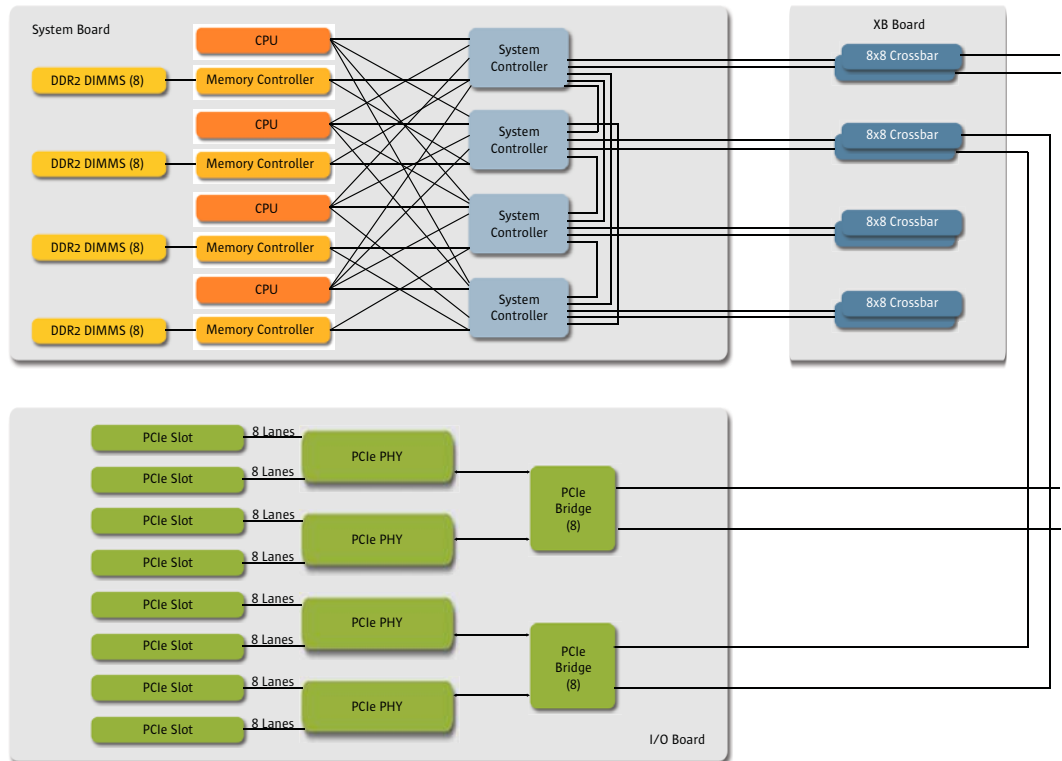 System Board
XB Board
CPU
System
Controller
8x8 Crossbar
DDR2 DIMMS (8)
Memory Controller
CPU
System
Controller
8x8 Crossbar
DDR2 DIMMS (8)
Memory Controller
CPU
System
Controller
8x8 Crossbar
DDR2 DIMMS (8)
Memory Controller
CPU
System
Controller
8x8 Crossbar
DDR2 DIMMS (8)
Memory Controller
PCIe Slot
8 Lanes
PCIe PHY
PCIe Slot
8 Lanes
PCIe
Bridge
(8)
PCIe Slot
8 Lanes
PCIe PHY
PCIe Slot
8 Lanes
PCIe Slot
8 Lanes
PCIe PHY
PCIe Slot
8 Lanes
PCIe
Bridge
(8)
PCIe Slot
8 Lanes
PCIe PHY
PCIe Slot
8 Lanes
I/O Board